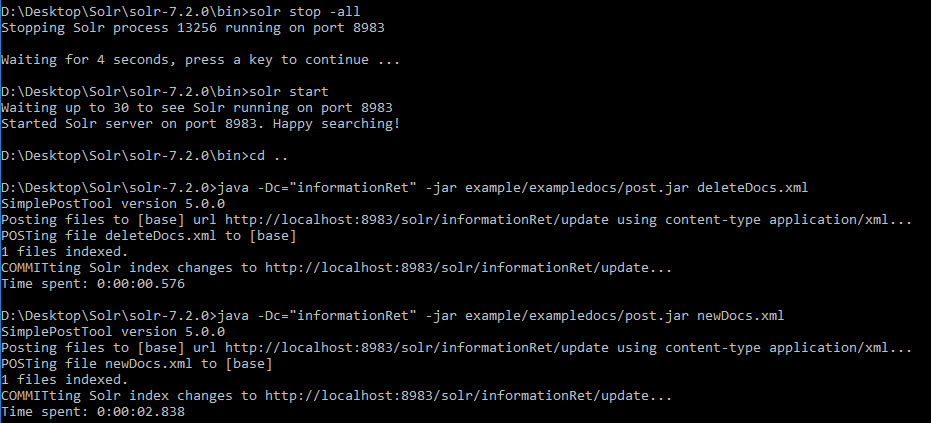 D:\Desktop\Solr\solr-7.2.0\bin>solr stop -all
Stopping Solr process 13256 running on port 8983
Waiting for 4 seconds, press a key to continue ...
D:\Desktop\Solr\solr-7.2.0\bin>solr start
Waiting up to 30 to see Solr running on port 8983
Started Solr server on port 8983. Happy searching!
D:\Desktop\Solr\solr-7.2.0\bin>cd ..
D:\Desktop\Solr\solr-7.2.0>java -Dc="informationRet" -jar example/exampledocs/post.jar deleteDocs.xml
SimplePostTool version 5.0.0
Posting files to [base] url http://localhost:8983/solr/informationRet/update using content-type application/xml...
POSTing file deleteDocs.xml to [base]
1 files indexed.
COMMITting Solr index changes to http://localhost:8983/solr/informationRet/update...
Time spent: 0:00:00.576
D:\Desktop\Solr\solr-7.2.0>java -Dc="informationRet" -jar example/exampledocs/post.jar newDocs.xml
SimplePostTool version 5.0.0
Posting files to [base] url http://localhost:8983/solr/informationRet/update using content-type application/xml...
POSTing file newDocs.xml to [base]
1 files indexed.
COMMITting Solr index changes to http://localhost:8983/solr/informationRet/update...
Time spent: 0:00:02.838